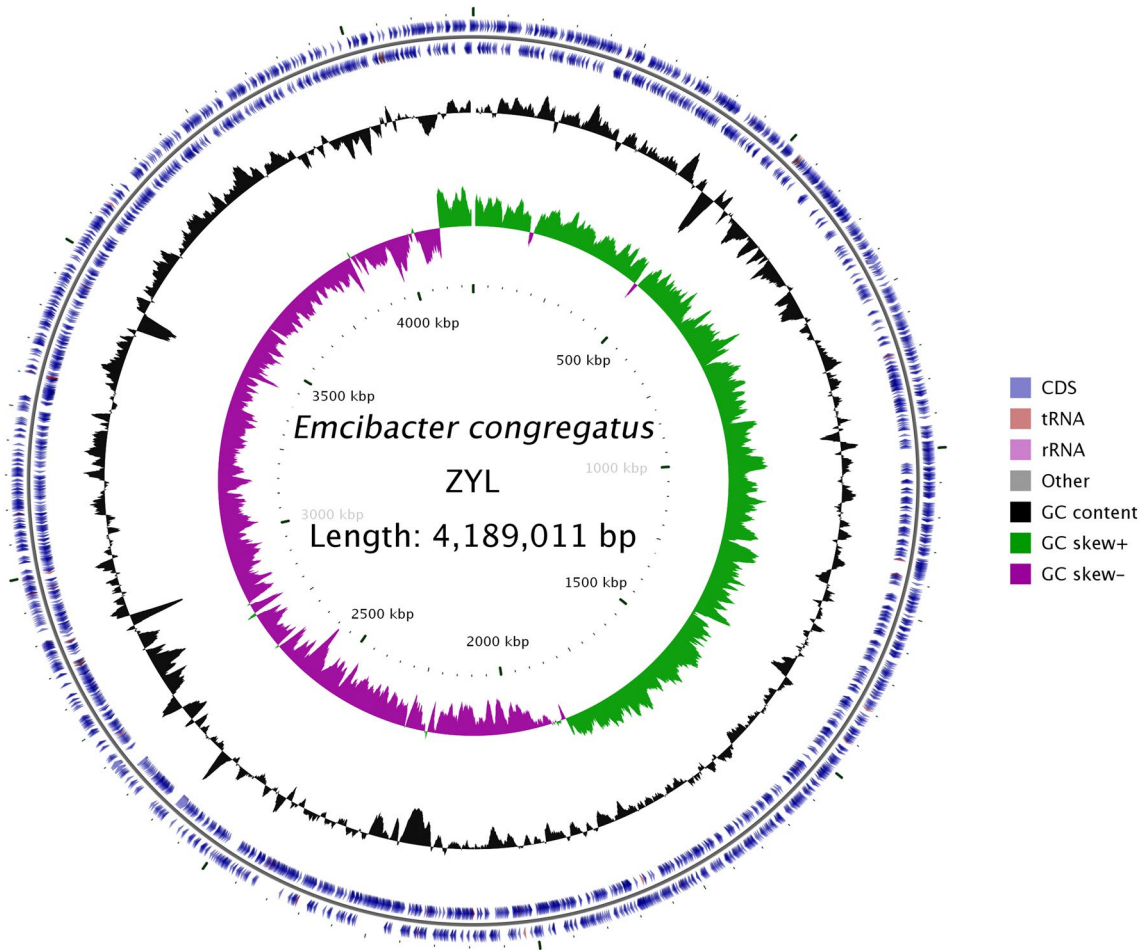 4000 kbp
500 kbp
3500 kbp
Emcibacter congregatus
1000 kbp
ZYL
3000 kbp
Length: 4,189,011 bp
1500 kbp
2500 kbp
2000 kbp
CDS
tRNA
rRNA
Other
GC content
GC skew+
GC skew−